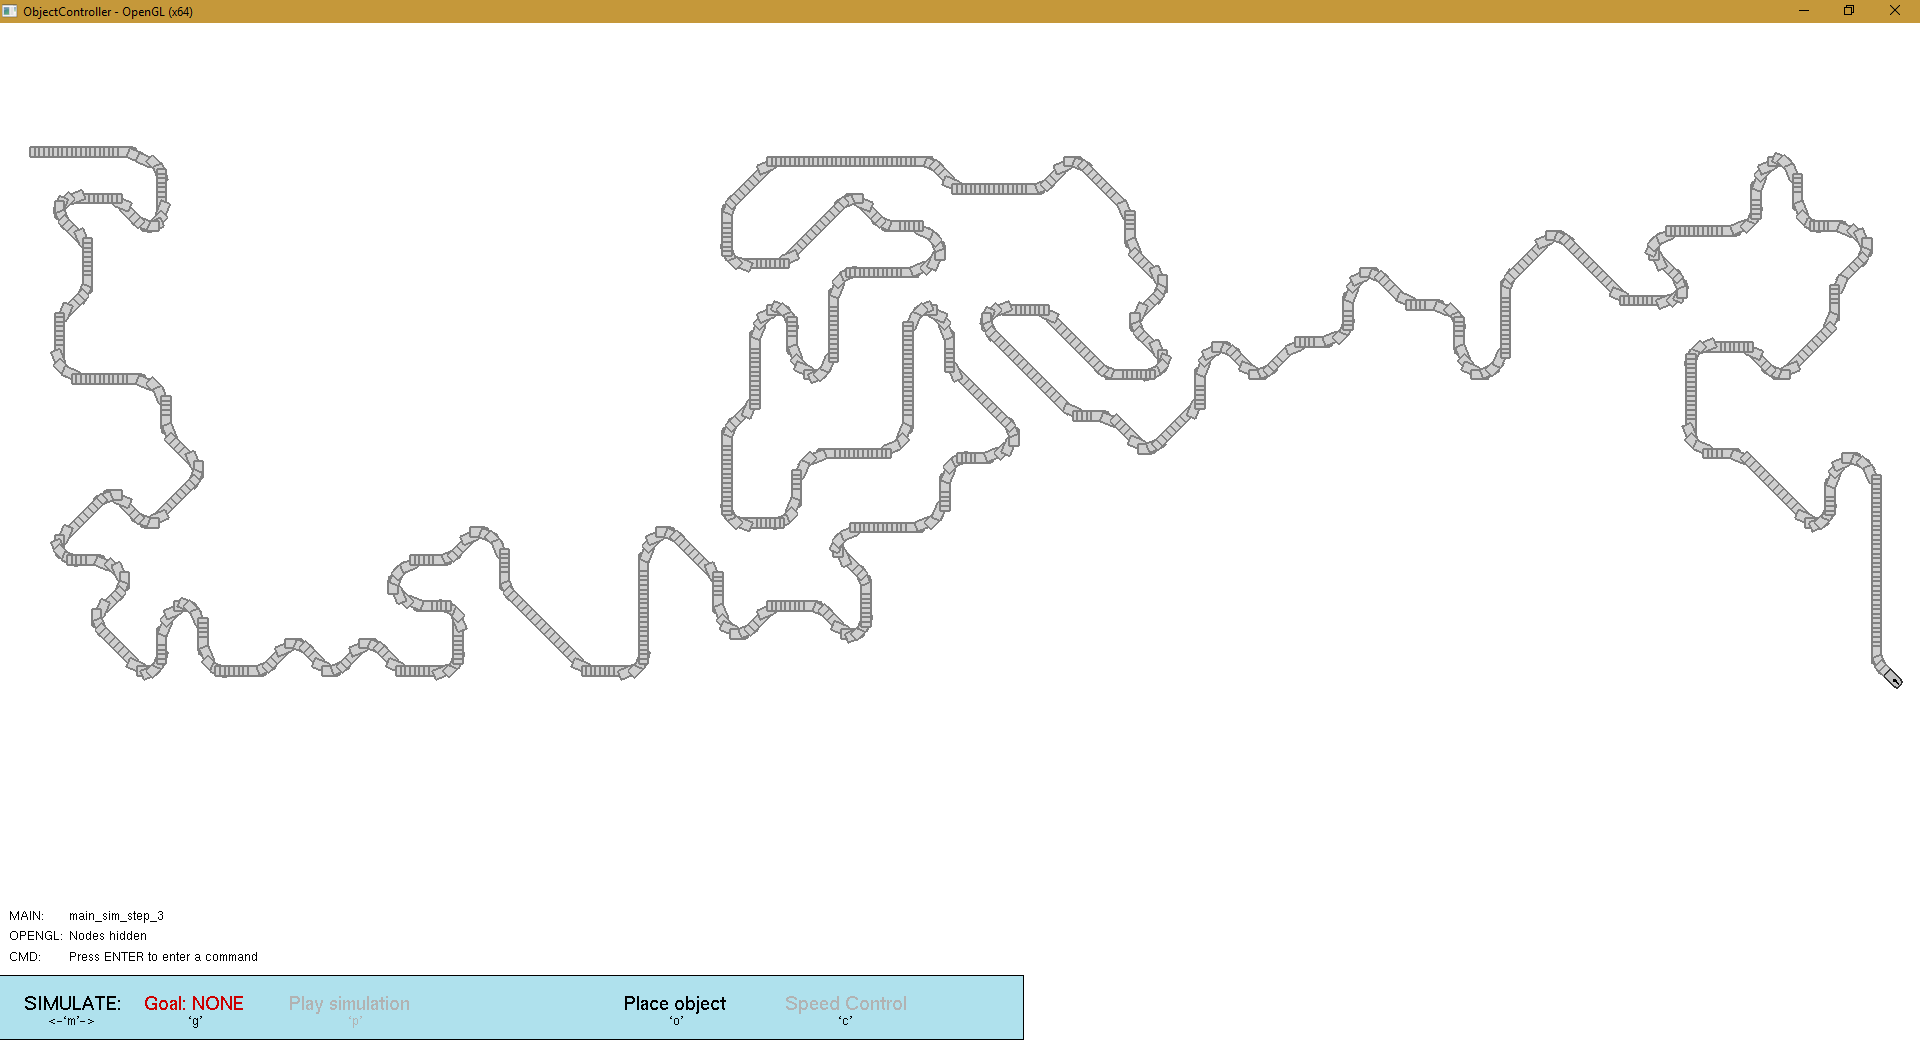 ObjectController - OpenGL (x64)
MAIN: main_sim_step_3
OPENGL: Nodes hidden
CMD: Press ENTER to enter a command
SIMULATE: Goal: NONE Play simulation Place object Speed Control
<-'m'-> 'g' 'p' 'o' 'c'